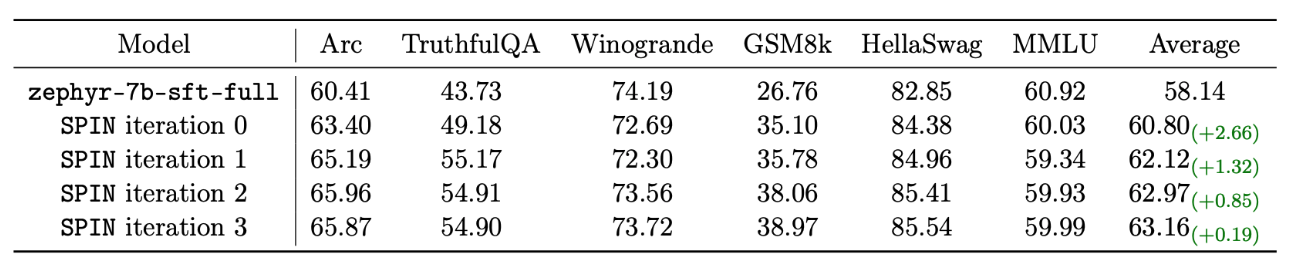 Model Arc TruthfulQA Winogrande GSM8k HellaSwag MMLU Average
zephyr-7b-sft-full 60.41 43.73 74.19 26.76 82.85 60.92 58.14
SPIN iteration 0 63.40 49.18 72.69 35.10 84.38 60.03 60.80(+2.66)
SPIN iteration 1 65.19 55.17 72.30 35.78 84.96 59.34 62.12(+1.32)
SPIN iteration 2 65.96 54.91 73.56 38.06 85.41 59.93 62.97(+0.85)
SPIN iteration 3 65.87 54.90 73.72 38.97 85.54 59.99 63.16(+0.19)